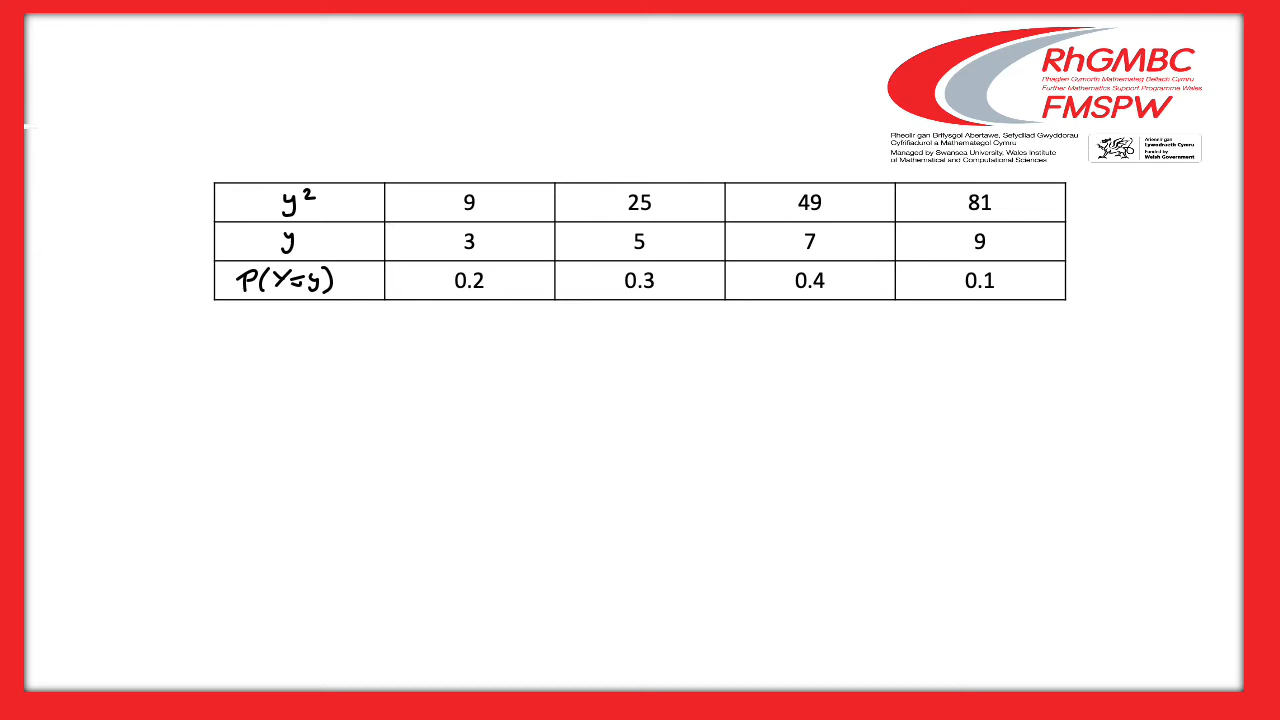 RhGMBC
Rhaglen Gymorth Mathemateg Bellach Cymru
Further Mathematics Support Programme Wales
FMSPW
Rheolir gan Brifysgol Abertawe, Sefydliad Gwyddorau
Cyfrifiadurol a Mathemategol Cymru
Managed by Swansea University, Wales Institute
of Mathematical and Computational Sciences
Ariennir gan
Lywodraeth Cymru
Funded by
Welsh Government
y² 9 25 49 81
y 3 5 7 9
P(Y=y) 0.2 0.3 0.4 0.1